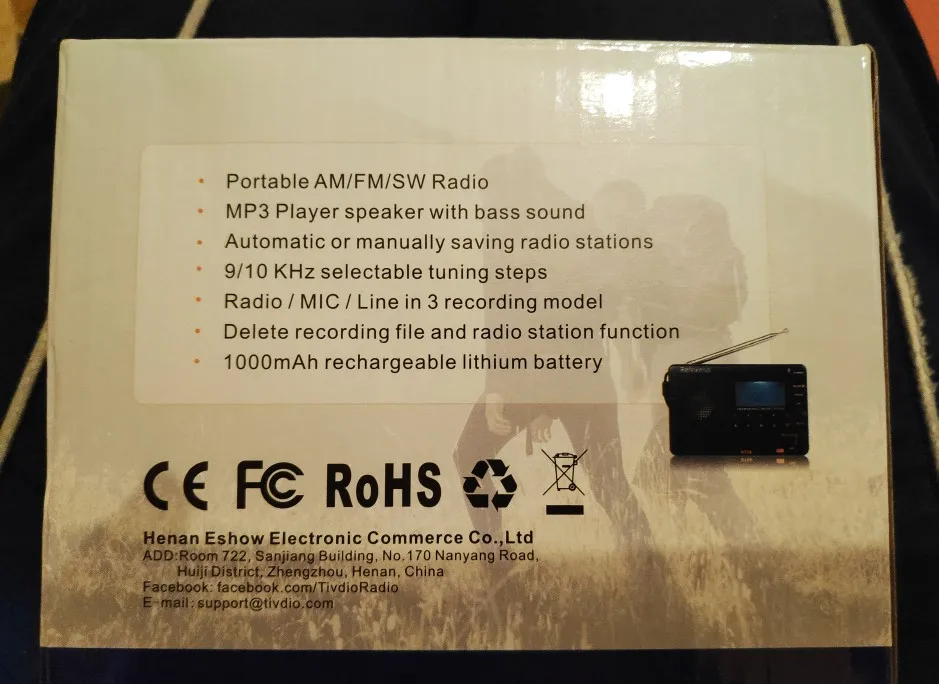 • Portable AM/FM/SW Radio
• MP3 Player speaker with bass sound
• Automatic or manually saving radio stations
• 9/10 KHz selectable tuning steps
• Radio / MIC / Line in 3 recording model
• Delete recording file and radio station function
• 1000mAh rechargeable lithium battery
CE FC RoHS
Henan Eshow Electronic Commerce Co.,Ltd
ADD:Room 722, Sanjiang Building, No.170 Nanyang Road,
Huiji District, Zhengzhou, Henan, China
Facebook: facebook.com/TivdioRadio
E-mail: support@tivdio.com